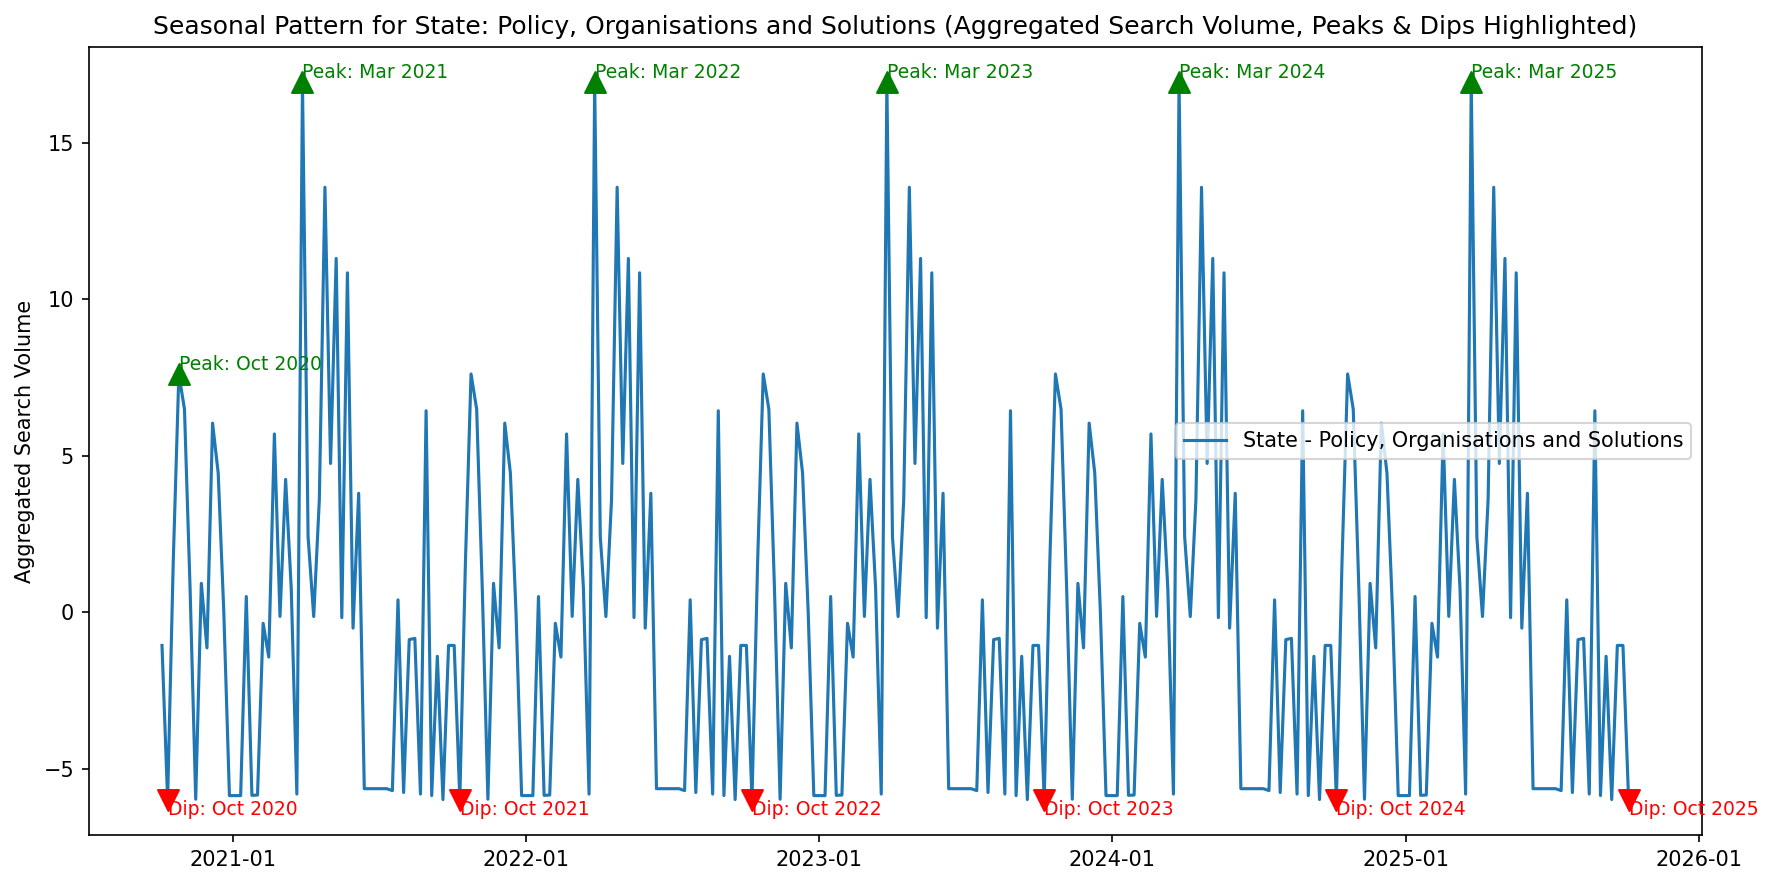 Seasonal Pattern for State: Policy, Organisations and Solutions (Aggregated Search Volume, Peaks & Dips Highlighted)
Peak: Mar 2021
Peak: Mar 2022
Peak: Mar 2023
Peak: Mar 2024
Peak: Mar 2025
15
10
Peak: Oct 2020
Aggregated Search Volume
State - Policy, Organisations and Solutions
5
0
−5
Dip: Oct 2020
Dip: Oct 2021
Dip: Oct 2022
Dip: Oct 2023
Dip: Oct 2024
Dip: Oct 2025
2021-01
2022-01
2023-01
2024-01
2025-01
2026-01